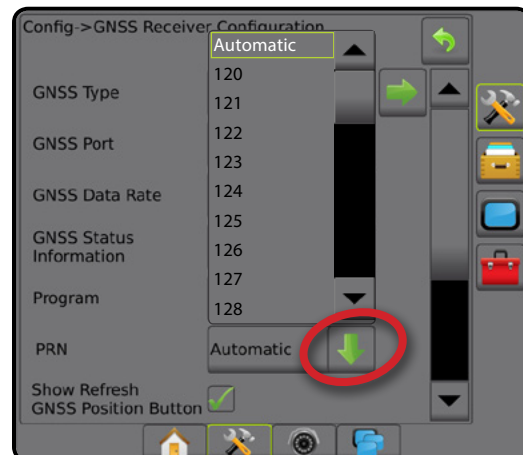 Config->GNSS Receiver Configuration
Automatic
120
GNSS Type
121
122
GNSS Port
123
124
GNSS Data Rate
125
GNSS Status
Information
126
127
Program
128
PRN
Automatic
Show Refresh
GNSS Position Button